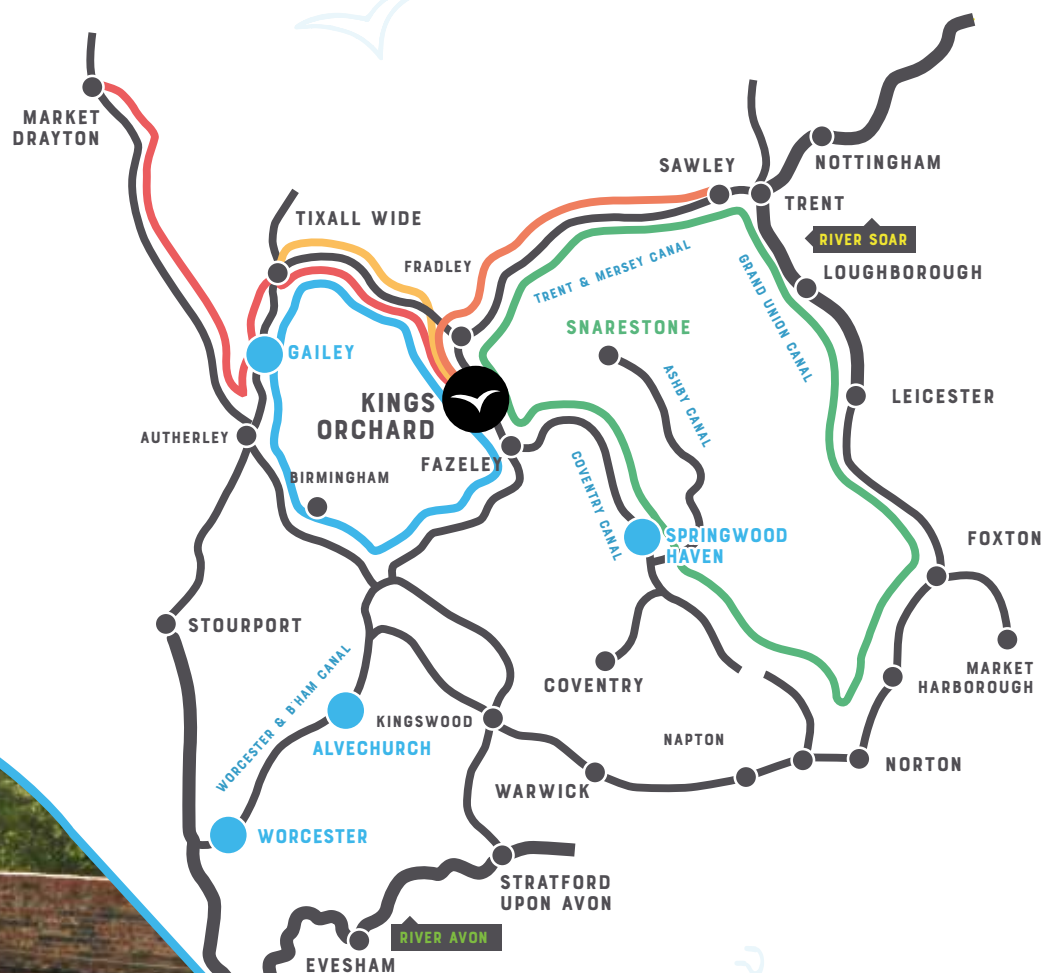 MARKET
DRAYTON
TIXALL WIDE
FRADLEY
SAWLEY
NOTTINGHAM
TRENT
RIVER SOAR
LOUGHBOROUGH
TRENT & MERSEY CANAL
GRAND UNION CANAL
SNARESTONE
ASHBY CANAL
GAILEY
KINGS
ORCHARD
LEICESTER
AUTHERLEY
FAZELEY
BIRMINGHAM
COVENTRY CANAL
SPRINGWOOD
HAVEN
FOXTON
STOURPORT
MARKET
HARBOROUGH
COVENTRY
WORCESTER & B'HAM CANAL
ALVECHURCH
KINGSWOOD
NAPTON
NORTON
WARWICK
WORCESTER
STRATFORD
UPON AVON
RIVER AVON
EVESHAM